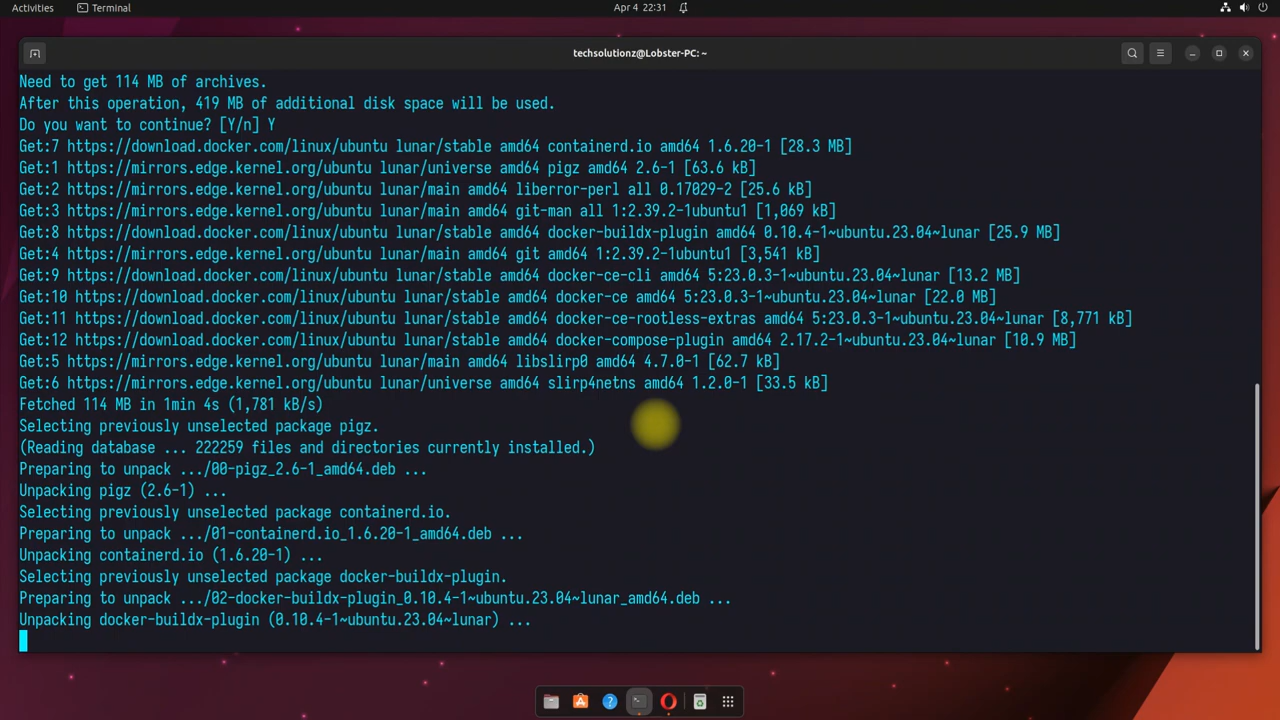 Activities
Terminal
Apr 4 22:31
techsolutionz@Lobster-PC: ~
Need to get 114 MB of archives.
After this operation, 419 MB of additional disk space will be used.
Do you want to continue? [Y/n] Y
Get:7 https://download.docker.com/linux/ubuntu lunar/stable amd64 containerd.io amd64 1.6.20-1 [28.3 MB]
Get:1 https://mirrors.edge.kernel.org/ubuntu lunar/universe amd64 pigz amd64 2.6-1 [63.6 kB]
Get:2 https://mirrors.edge.kernel.org/ubuntu lunar/main amd64 liberror-perl all 0.17029-2 [25.6 kB]
Get:3 https://mirrors.edge.kernel.org/ubuntu lunar/main amd64 git-man all 1:2.39.2-1ubuntu1 [1,069 kB]
Get:8 https://download.docker.com/linux/ubuntu lunar/stable amd64 docker-buildx-plugin amd64 0.10.4-1~ubuntu.23.04~lunar [25.9 MB]
Get:4 https://mirrors.edge.kernel.org/ubuntu lunar/main amd64 git amd64 1:2.39.2-1ubuntu1 [3,541 kB]
Get:9 https://download.docker.com/linux/ubuntu lunar/stable amd64 docker-ce-cli amd64 5:23.0.3-1~ubuntu.23.04~lunar [13.2 MB]
Get:10 https://download.docker.com/linux/ubuntu lunar/stable amd64 docker-ce amd64 5:23.0.3-1~ubuntu.23.04~lunar [22.0 MB]
Get:11 https://download.docker.com/linux/ubuntu lunar/stable amd64 docker-ce-rootless-extras amd64 5:23.0.3-1~ubuntu.23.04~lunar [8,771 kB]
Get:12 https://download.docker.com/linux/ubuntu lunar/stable amd64 docker-compose-plugin amd64 2.17.2-1~ubuntu.23.04~lunar [10.9 MB]
Get:5 https://mirrors.edge.kernel.org/ubuntu lunar/main amd64 libslirp0 amd64 4.7.0-1 [62.7 kB]
Get:6 https://mirrors.edge.kernel.org/ubuntu lunar/universe amd64 slirp4netns amd64 1.2.0-1 [33.5 kB]
Fetched 114 MB in 1min 4s (1,781 kB/s)
Selecting previously unselected package pigz.
(Reading database ... 222259 files and directories currently installed.)
Preparing to unpack .../00-pigz_2.6-1_amd64.deb ...
Unpacking pigz (2.6-1) ...
Selecting previously unselected package containerd.io.
Preparing to unpack .../01-containerd.io_1.6.20-1_amd64.deb ...
Unpacking containerd.io (1.6.20-1) ...
Selecting previously unselected package docker-buildx-plugin.
Preparing to unpack .../02-docker-buildx-plugin_0.10.4-1~ubuntu.23.04~lunar_amd64.deb ...
Unpacking docker-buildx-plugin (0.10.4-1~ubuntu.23.04~lunar) ...